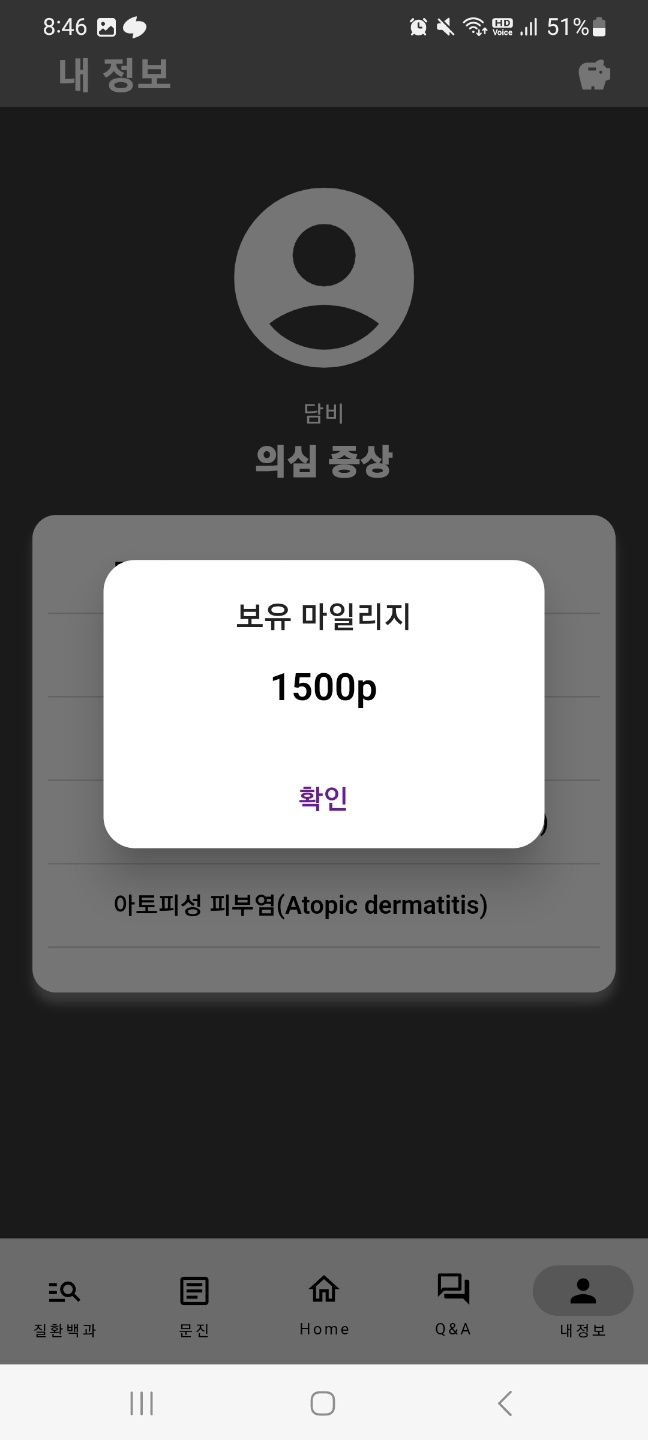 8:46
HD Voice
51%
내 정보
담비
의심 증상
보유 마일리지
1500p
확인
)
아토피성 피부염(Atopic dermatitis)
질환백과
문진
Home
Q&A
내정보